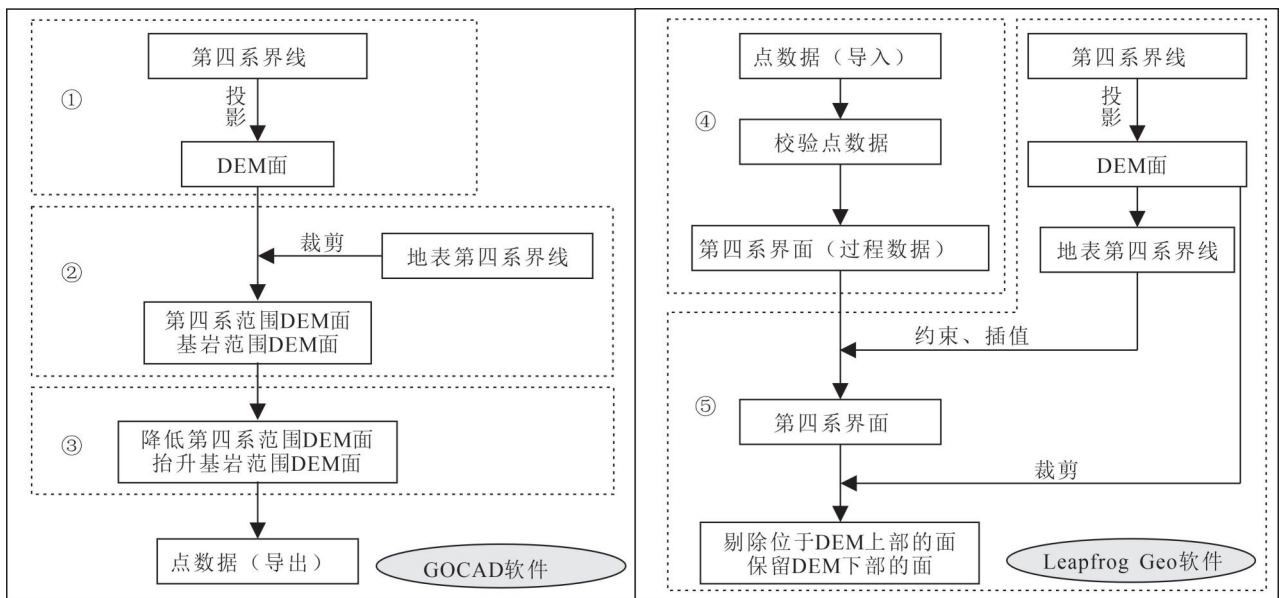 ①
第四系界线
投影
DEM面
②
裁剪
地表第四系界线
第四系范围DEM面
基岩范围DEM面
③
降低第四系范围DEM面
抬升基岩范围DEM面
点数据（导出）
GOCAD软件
④
点数据（导入）
校验点数据
第四系界面（过程数据）
第四系界线
投影
DEM面
地表第四系界线
约束、插值
⑤
第四系界面
裁剪
剔除位于DEM上部的面
保留DEM下部的面
Leapfrog Geo软件